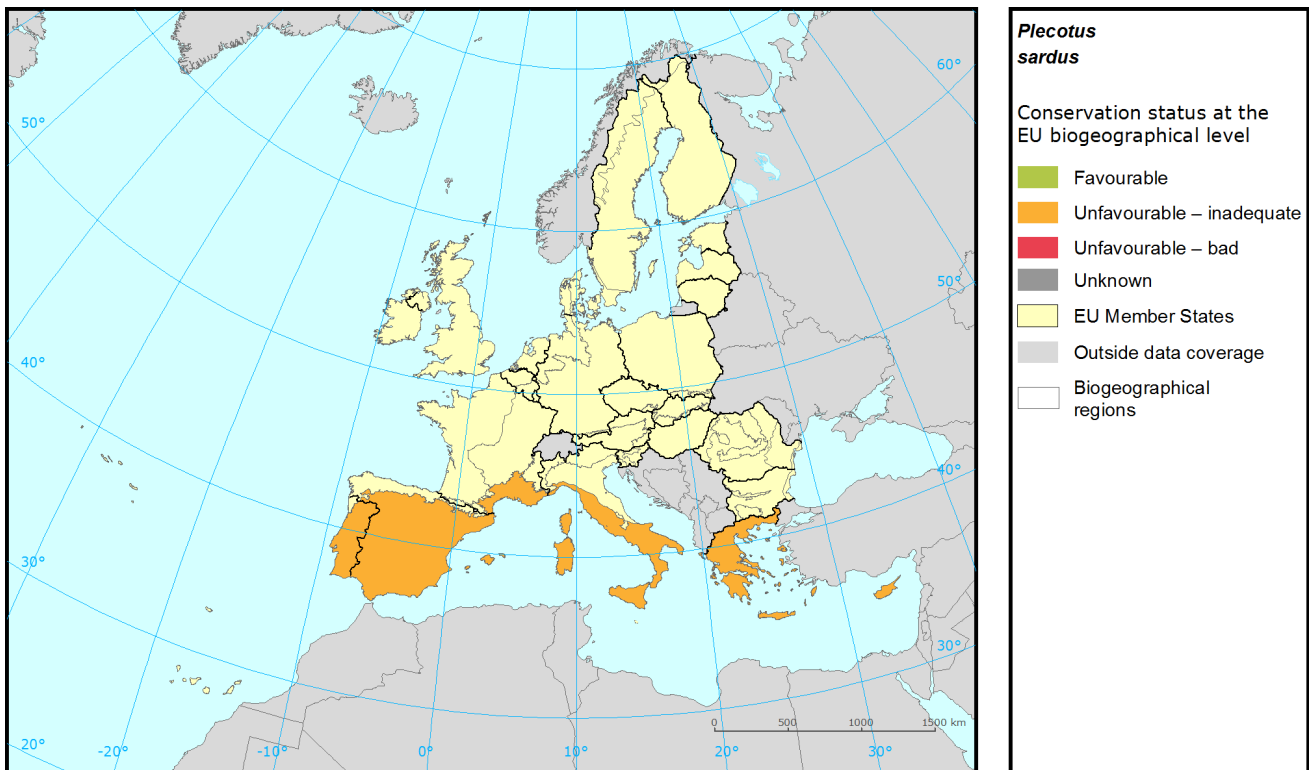 Plecotus
sardus
Conservation status at the
EU biogeographical level
Favourable
Unfavourable – inadequate
Unfavourable – bad
Unknown
EU Member States
Outside data coverage
Biogeographical
regions
60°
50°
50°
40°
40°
30°
30°
20°
-20°
-10°
0°
10°
20°
30°
0
500
1000
1500 km